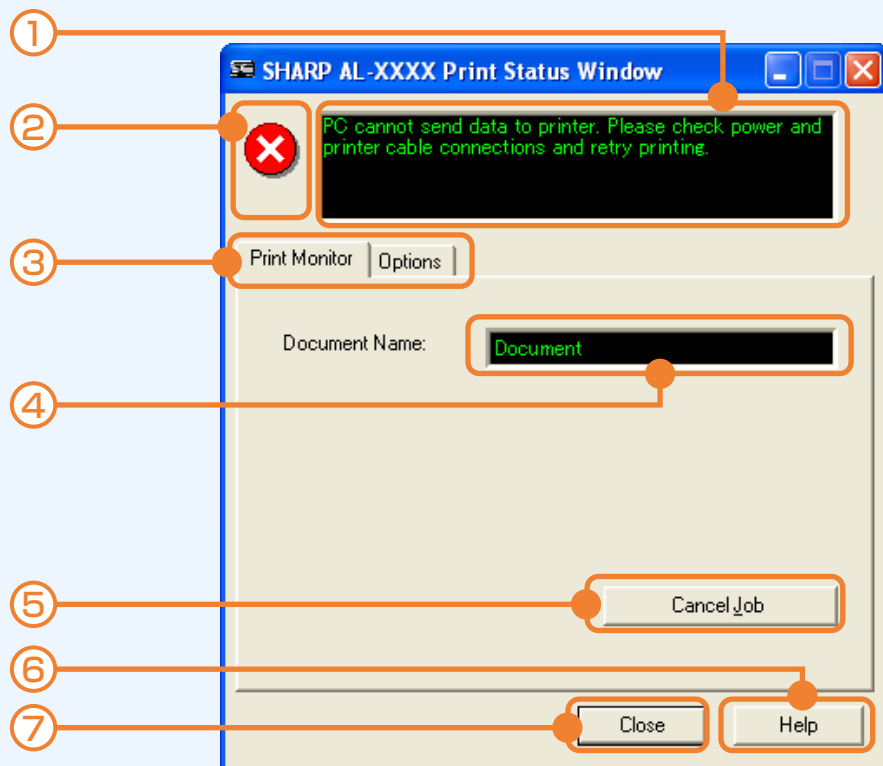 ①
SHARP AL-XXXX Print Status Window
②
PC cannot send data to printer. Please check power and
printer cable connections and retry printing.
③
Print Monitor Options
Document Name: Document
④
⑤
Cancel Job
⑥
⑦
Close Help